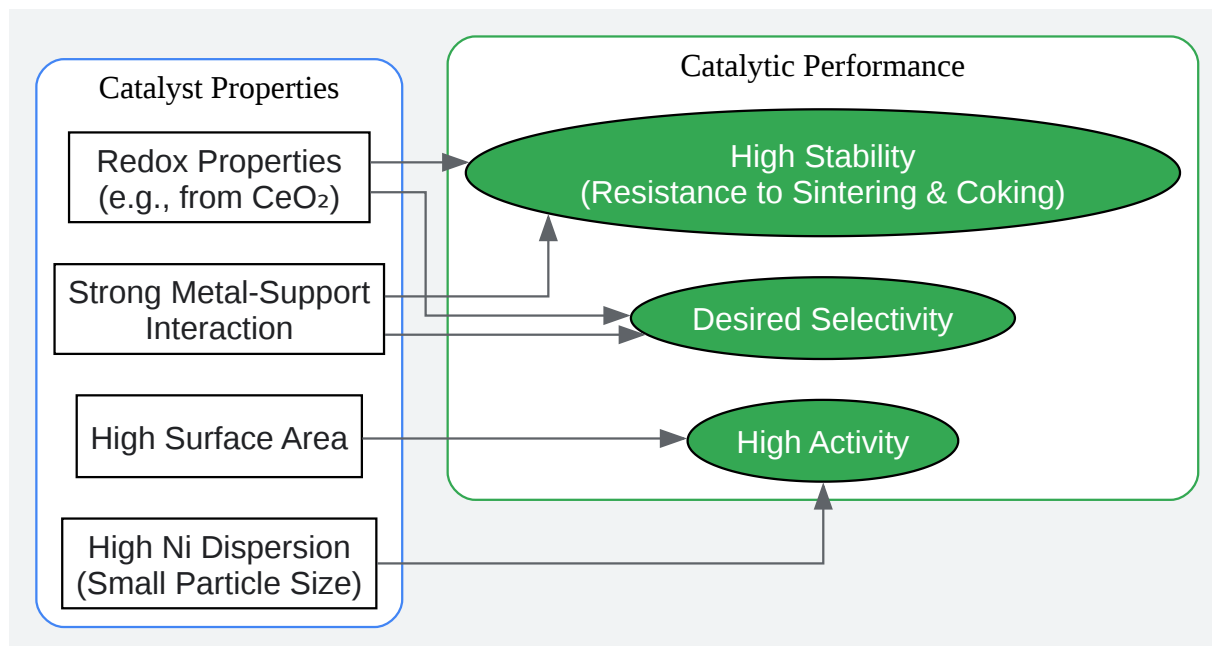 Catalyst Properties
Redox Properties
(e.g., from CeO₂)
Strong Metal-Support
Interaction
High Surface Area
High Ni Dispersion
(Small Particle Size)
Catalytic Performance
High Stability
(Resistance to Sintering & Coking)
Desired Selectivity
High Activity